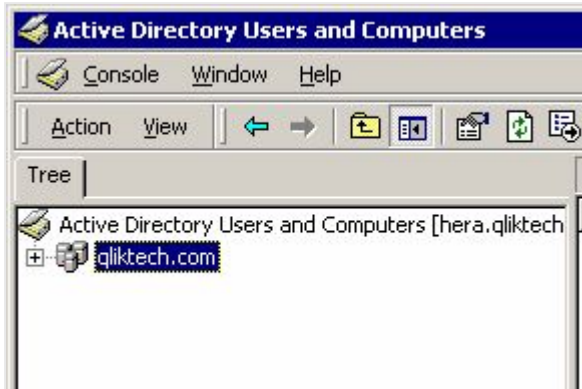 Active Directory Users and Computers
Console Window Help
Action View
Tree
Active Directory Users and Computers [hera.qliktech
qliktech.com